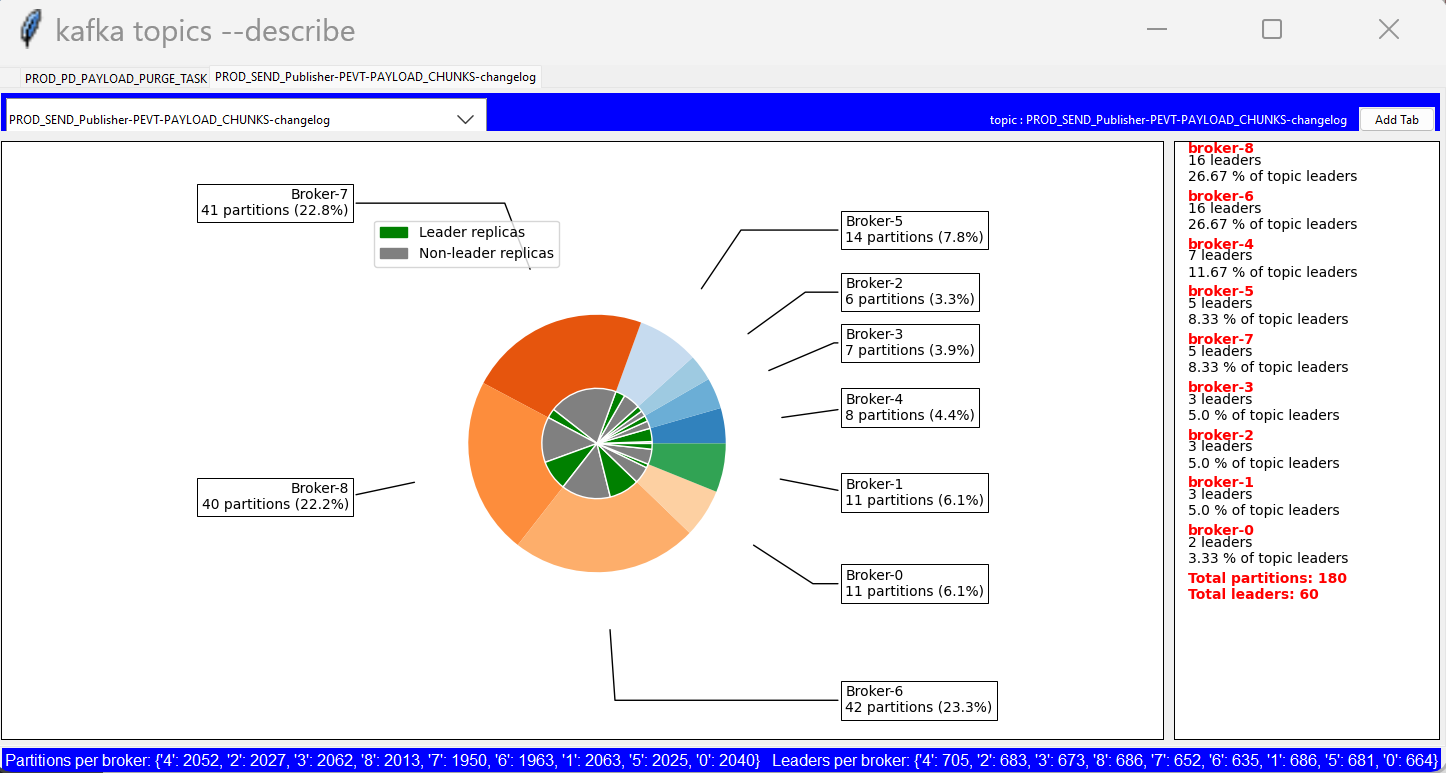 kafka topics --describe
PROD_PD_PAYLOAD_PURGE_TASK
PROD_SEND_Publisher-PEVT-PAYLOAD_CHUNKS-changelog
PROD_SEND_Publisher-PEVT-PAYLOAD_CHUNKS-changelog
topic : PROD_SEND_Publisher-PEVT-PAYLOAD_CHUNKS-changelog
Add Tab
Broker-7
41 partitions (22.8%)
Leader replicas
Non-leader replicas
Broker-5
14 partitions (7.8%)
Broker-2
6 partitions (3.3%)
Broker-3
7 partitions (3.9%)
Broker-4
8 partitions (4.4%)
Broker-8
40 partitions (22.2%)
Broker-1
11 partitions (6.1%)
Broker-0
11 partitions (6.1%)
Broker-6
42 partitions (23.3%)
broker-8
16 leaders
26.67 % of topic leaders
broker-6
16 leaders
26.67 % of topic leaders
broker-4
7 leaders
11.67 % of topic leaders
broker-5
5 leaders
8.33 % of topic leaders
broker-7
5 leaders
8.33 % of topic leaders
broker-3
3 leaders
5.0 % of topic leaders
broker-2
3 leaders
5.0 % of topic leaders
broker-1
3 leaders
5.0 % of topic leaders
broker-0
2 leaders
3.33 % of topic leaders
Total partitions: 180
Total leaders: 60
Partitions per broker: {'4': 2052, '2': 2027, '3': 2062, '8': 2013, '7': 1950, '6': 1963, '1': 2063, '5': 2025, '0': 2040}
Leaders per broker: {'4': 705, '2': 683, '3': 673, '8': 686, '7': 652, '6': 635, '1': 686, '5': 681, '0': 664}